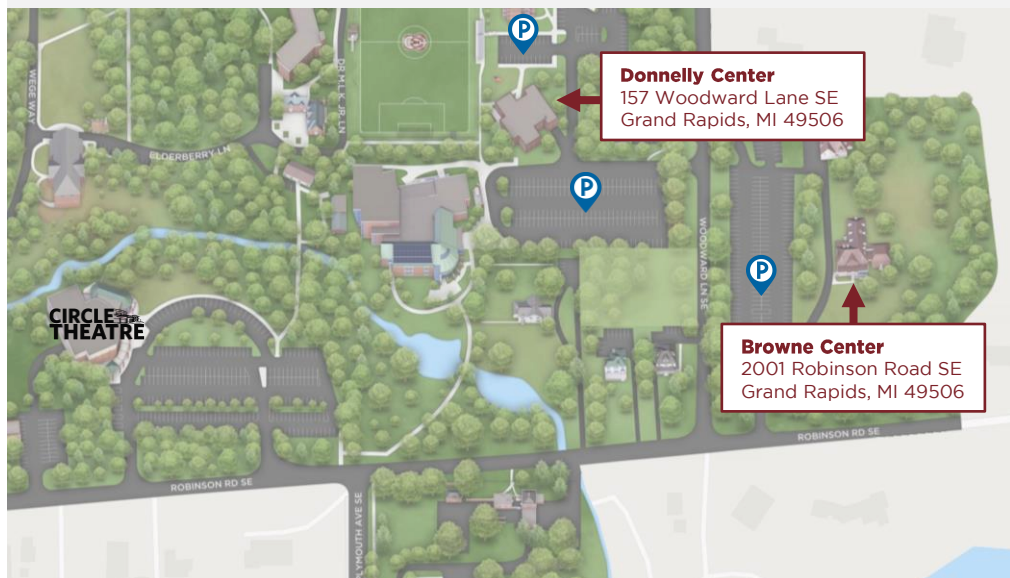 P
Donnelly Center
157 Woodward Lane SE
Grand Rapids, MI 49506
WEGE WAY
DR M.L.K. JR LN
ELDERBERRY LN
P
WOODWARD LN SE
P
CIRCLE
THEATRE
Browne Center
2001 Robinson Road SE
Grand Rapids, MI 49506
ROBINSON RD SE
ROBINSON RD SE
PLYMOUTH AVE SE